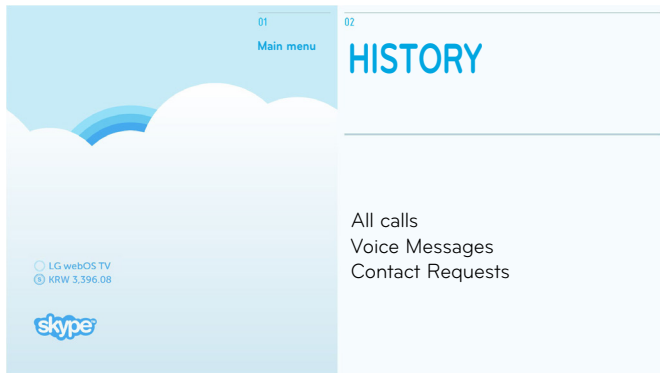 01
Main menu
02
HISTORY
All calls
Voice Messages
Contact Requests
LG webOS TV
KRW 3,396.08
skype